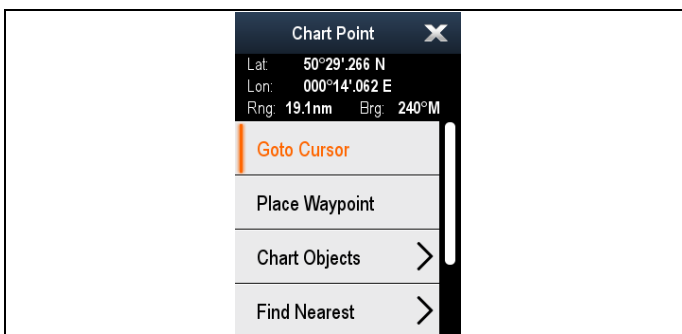 Chart Point X
Lat: 50°29'.266 N
Lon: 000°14'.062 E
Rng: 19.1nm Brg: 240°M
Goto Cursor
Place Waypoint
Chart Objects
Find Nearest